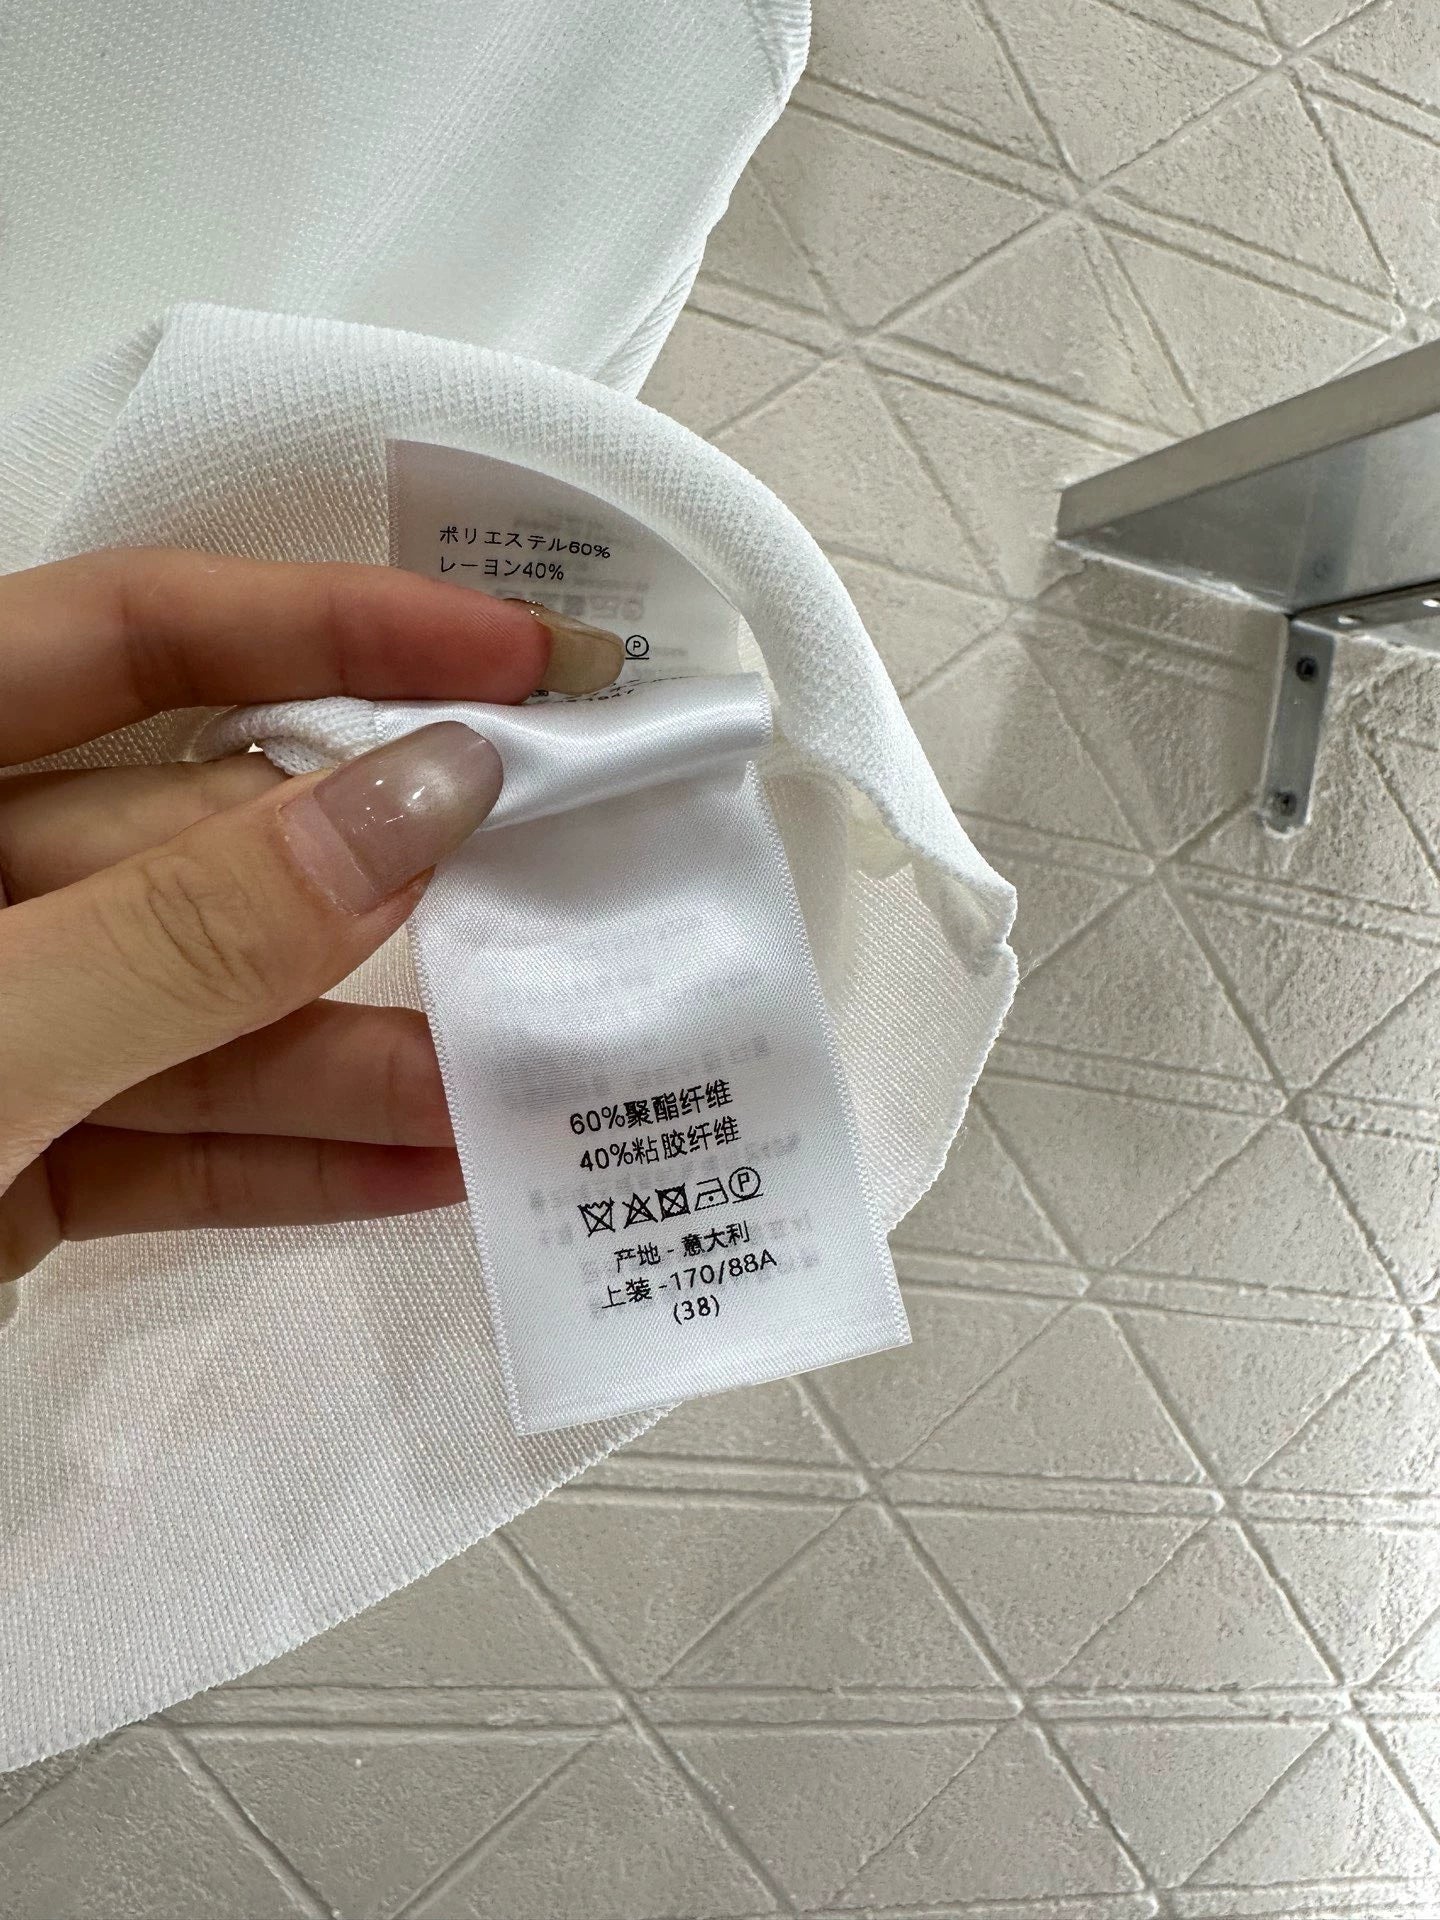 ポリエステル60%
レーヨン40%
60%聚酯纤维
40%粘胶纤维
产地 - 意大利
上装 -170/88A
(38)